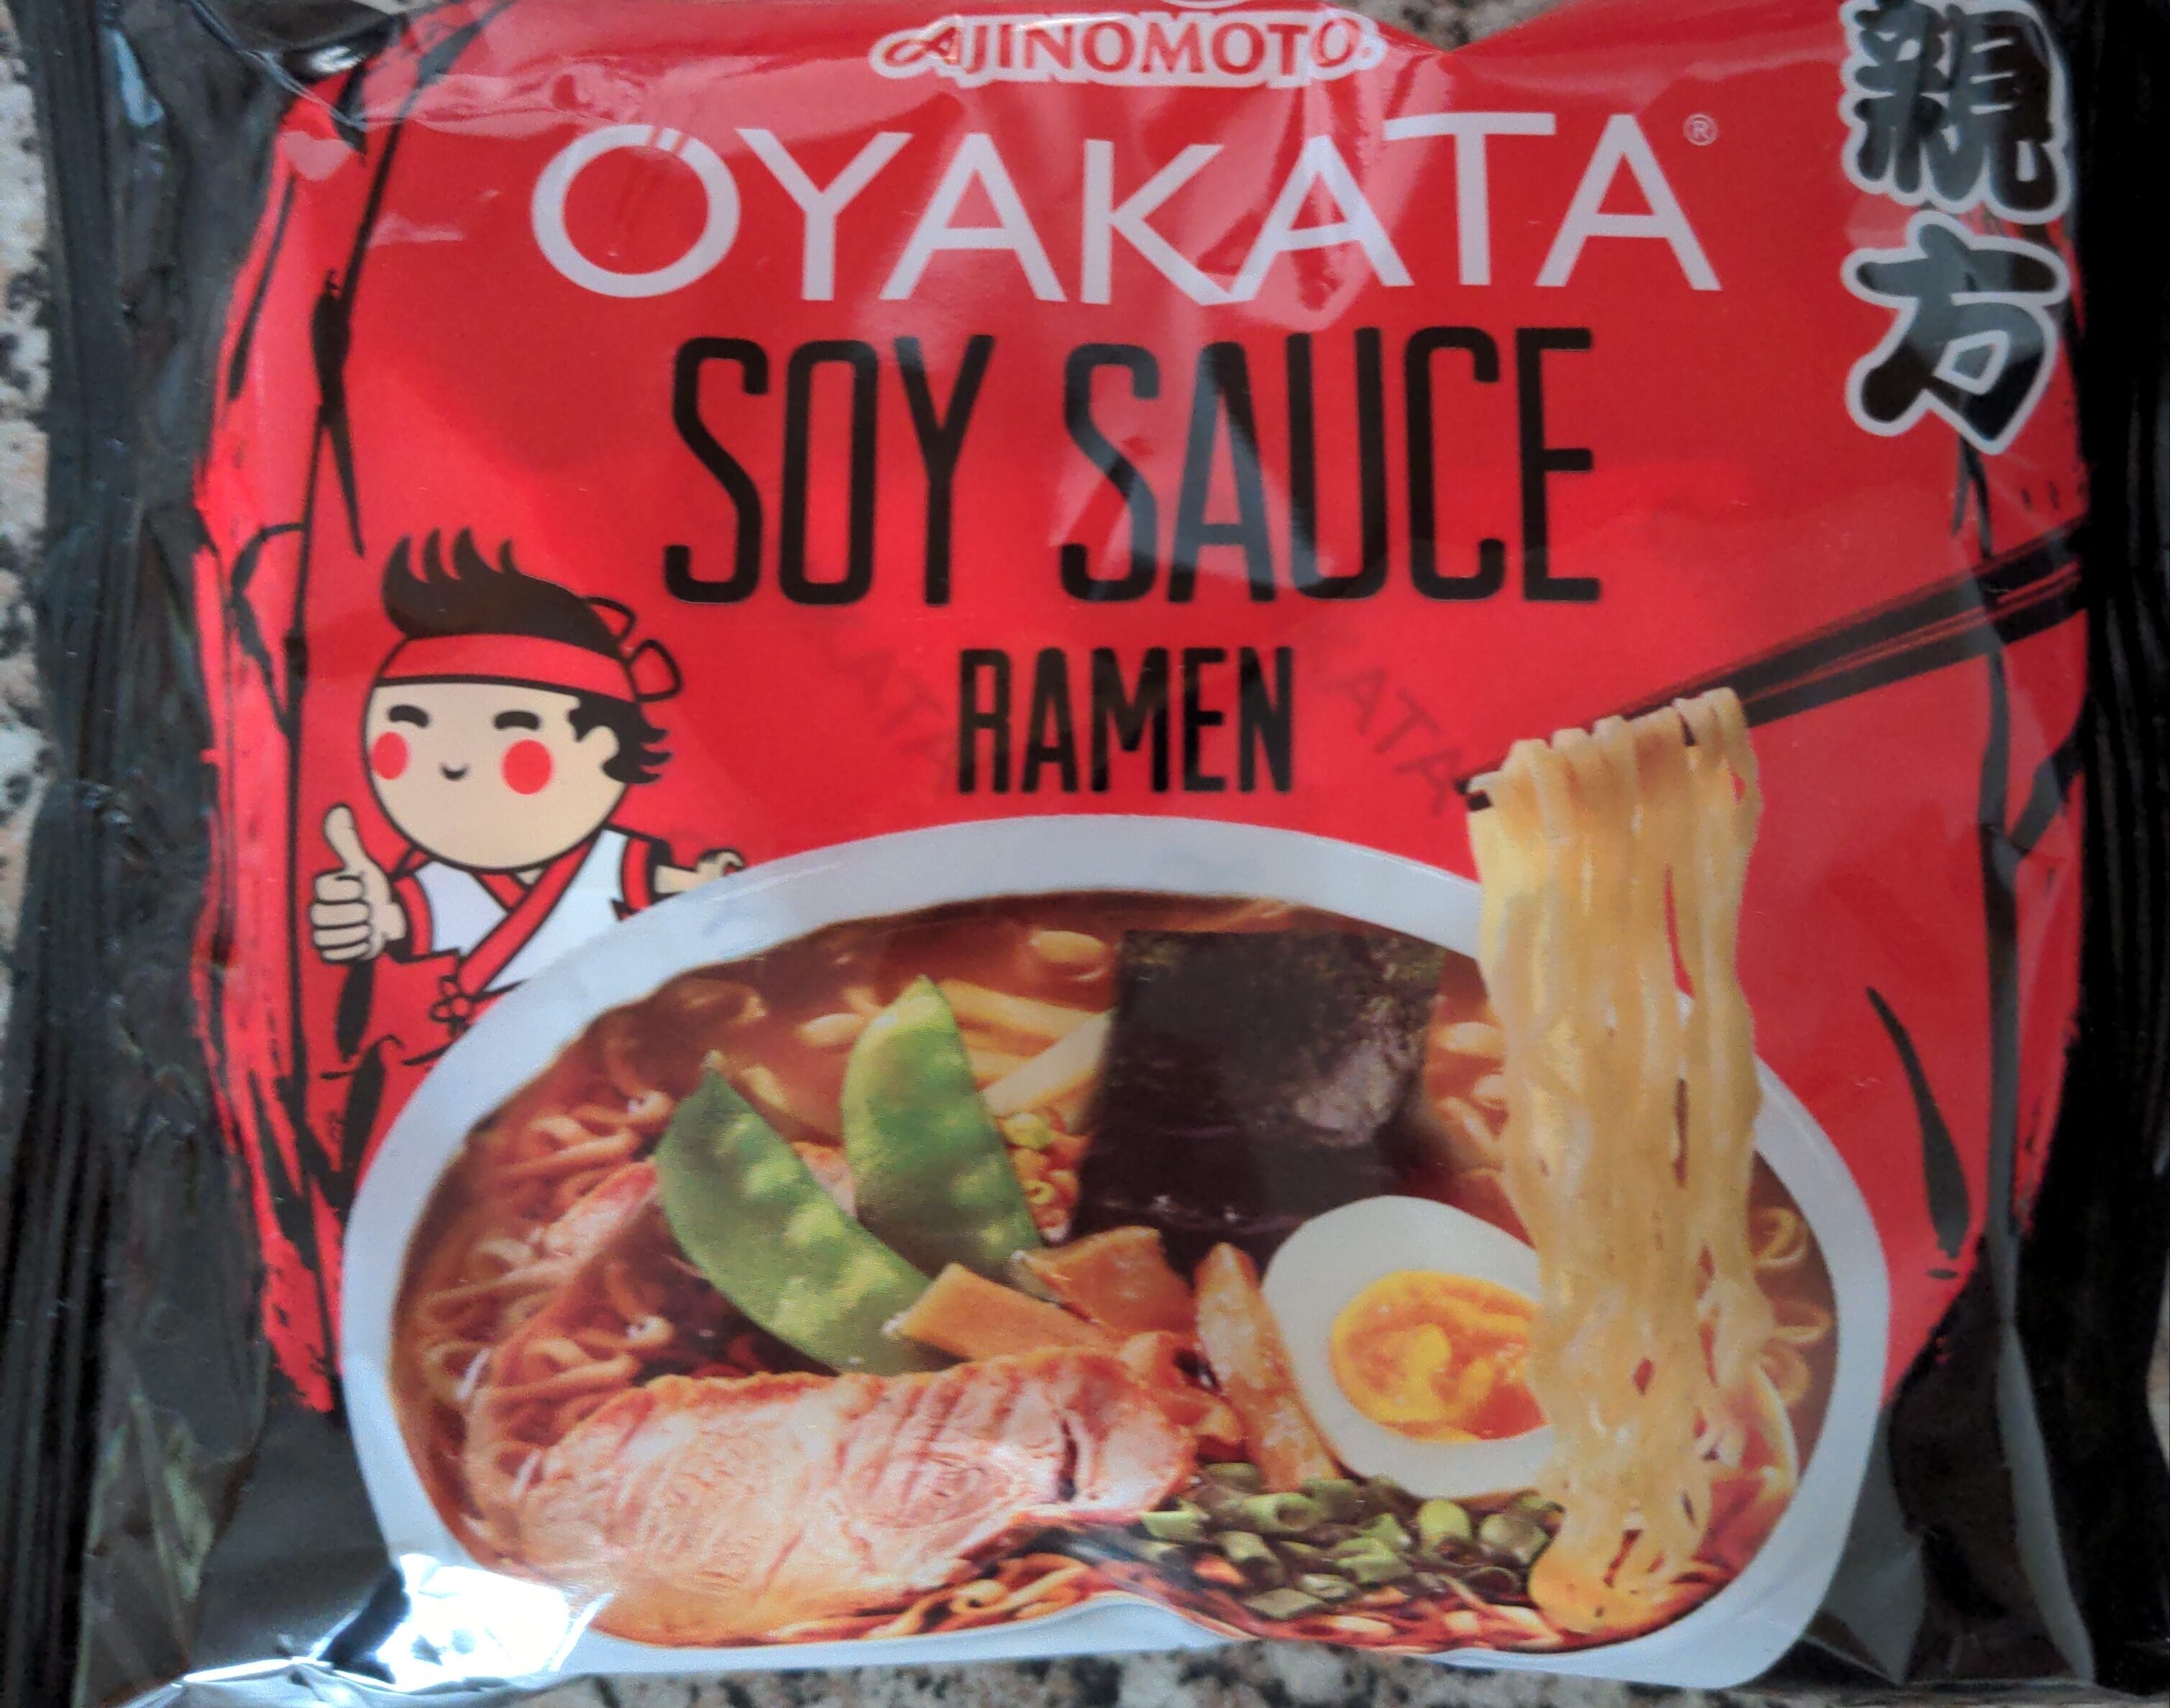 AJINOMOTO®
OYAKATA®
親方
SOY SAUCE
RAMEN